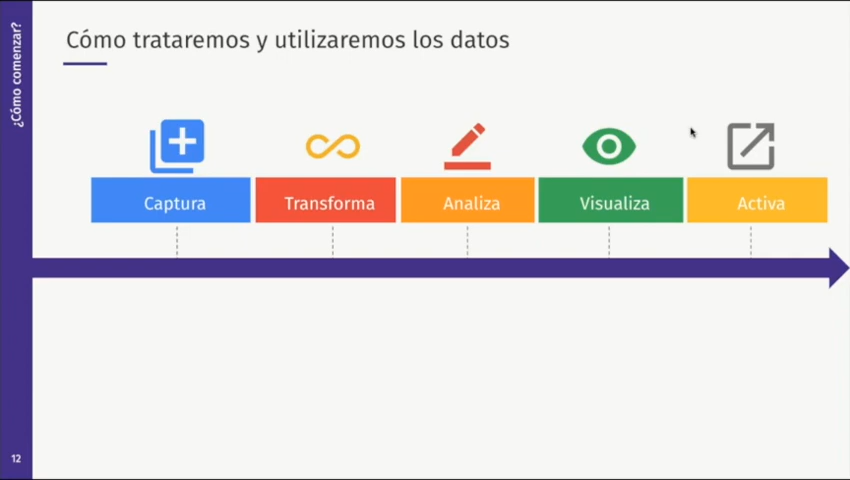 ¿Cómo comenzar?
Cómo trataremos y utilizaremos los datos
Captura
Transforma
Analiza
Visualiza
Activa
12